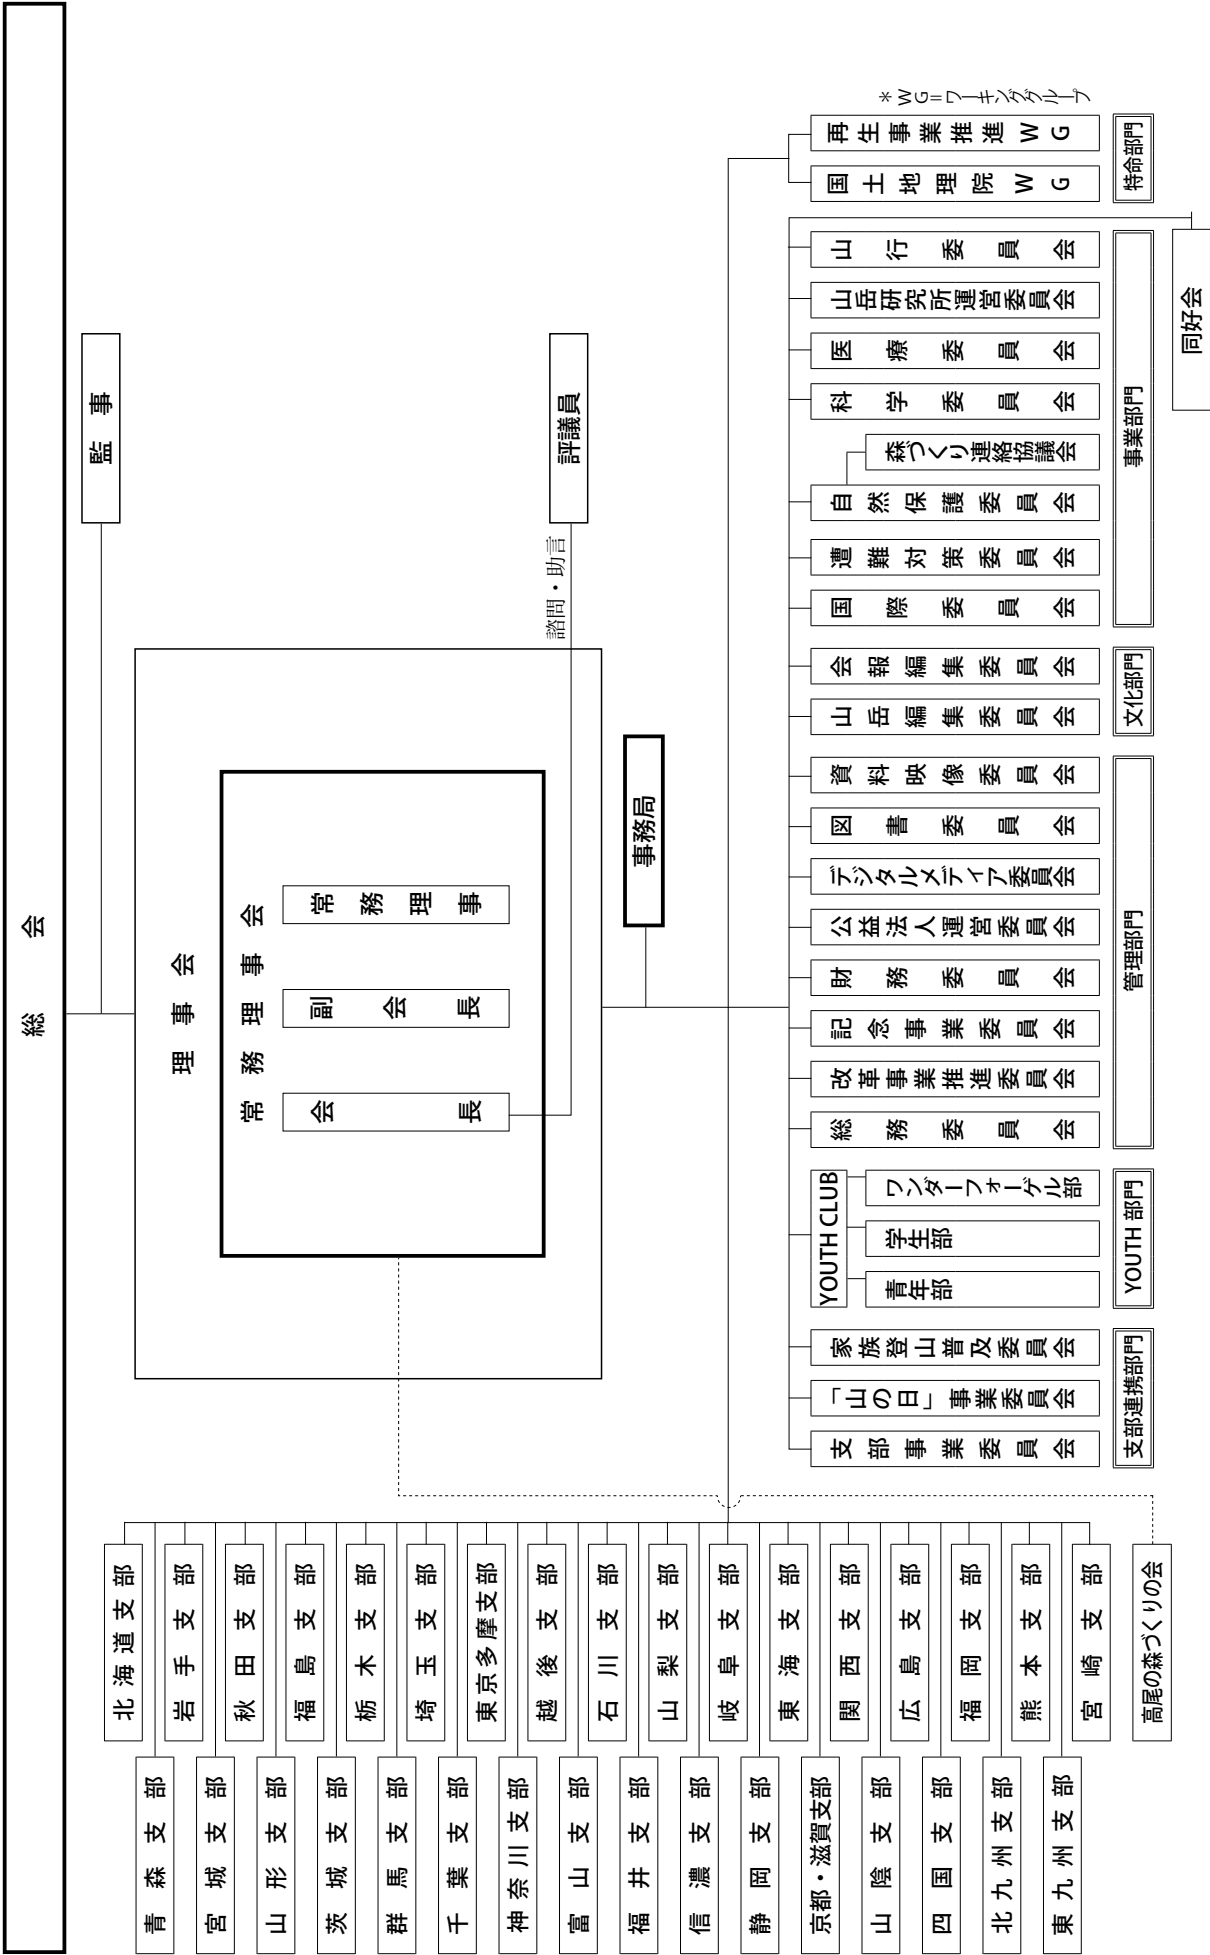 総会
監事
理事会
常務理事会
会長
副会長
常務理事
評議員
諮問・助言
事務局
北海道支部
青森支部
岩手支部
宮城支部
秋田支部
山形支部
福島支部
茨城支部
栃木支部
群馬支部
埼玉支部
千葉支部
東京多摩支部
神奈川支部
越後支部
富山支部
石川支部
福井支部
山梨支部
信濃支部
岐阜支部
静岡支部
東海支部
京都・滋賀支部
関西支部
山陰支部
広島支部
四国支部
福岡支部
北九州支部
熊本支部
東九州支部
宮崎支部
高尾の森づくりの会
支部事業委員会
「山の日」事業委員会
家族登山普及委員会
支部連携部門
YOUTH CLUB
青年部
学生部
ワンダーフォーゲル部
YOUTH 部門
総務委員会
改革事業推進委員会
記念事業委員会
財務委員会
公益法人運営委員会
デジタルメディア委員会
図書委員会
資料映像委員会
管理部門
山岳編集委員会
会報編集委員会
文化部門
国際委員会
遭難対策委員会
自然保護委員会
森づくり連絡協議会
科学委員会
医療委員会
山岳研究所運営委員会
山行委員会
事業部門
同好会
国土地理院WG
再生事業推進WG
特命部門
*WG=ワーキンググループ